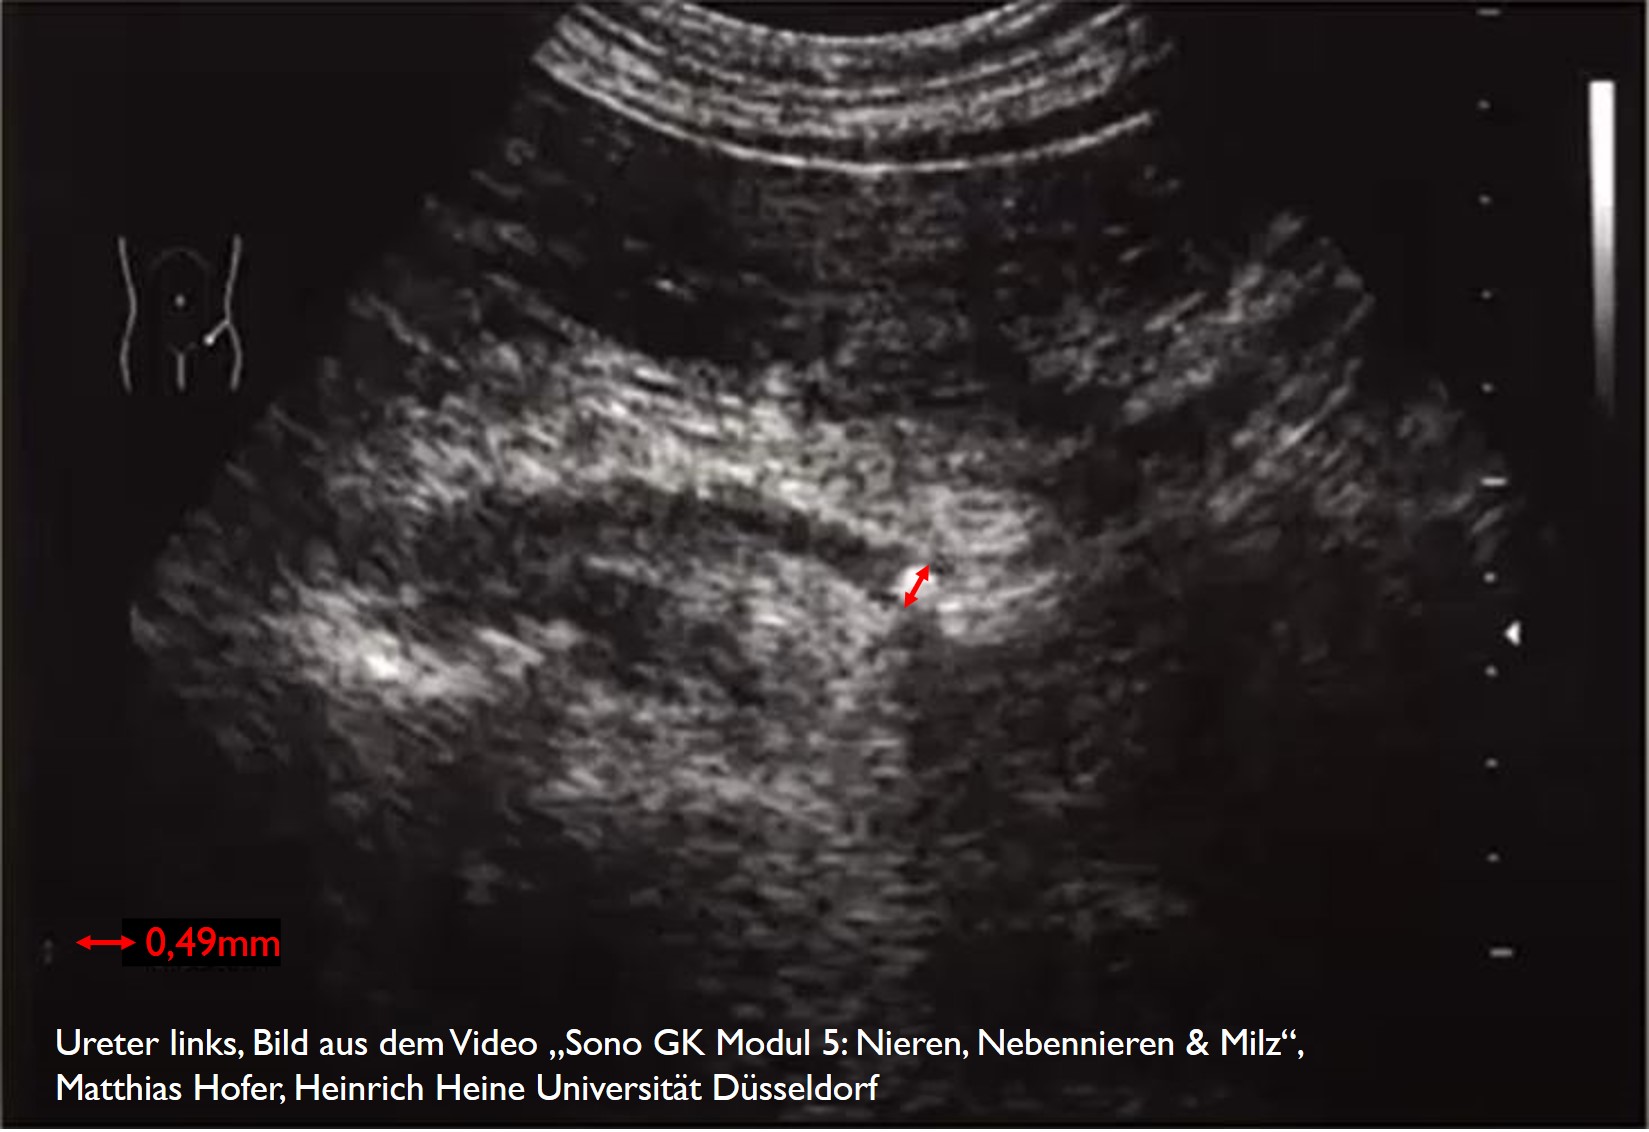 0,49mm
Ureter links, Bild aus dem Video „Sono GK Modul 5: Nieren, Nebennieren & Milz“,
Matthias Hofer, Heinrich Heine Universität Düsseldorf